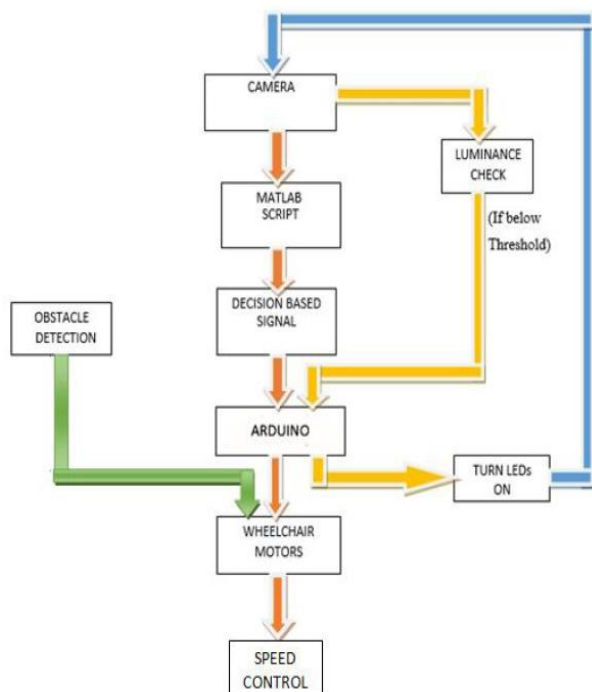 CAMERA
LUMINANCE
CHECK
MATLAB
SCRIPT
(If below
Threshold)
DECISION BASED
SIGNAL
OBSTACLE
DETECTION
ARDUINO
TURN LEDs
ON
WHEELCHAIR
MOTORS
SPEED
CONTROL